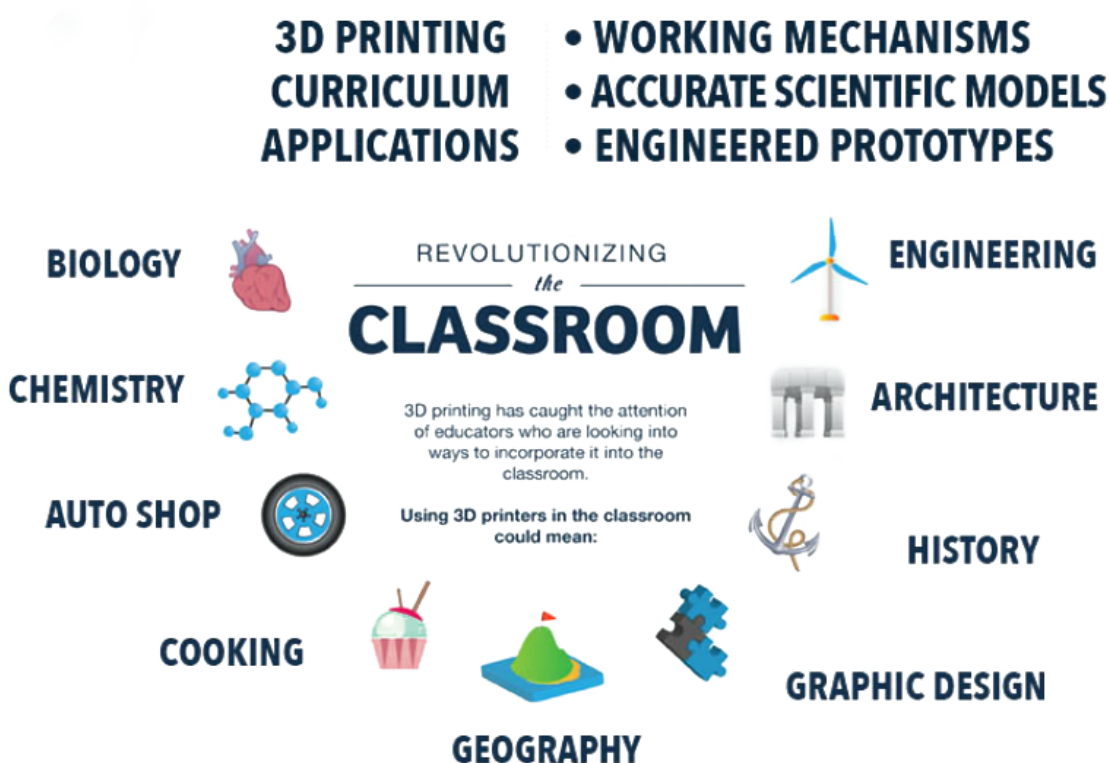 3D PRINTING
CURRICULUM
APPLICATIONS
• WORKING MECHANISMS
• ACCURATE SCIENTIFIC MODELS
• ENGINEERED PROTOTYPES
REVOLUTIONIZING
the
CLASSROOM
3D printing has caught the attention
of educators who are looking into
ways to incorporate it into the
classroom.
Using 3D printers in the classroom
could mean:
BIOLOGY
CHEMISTRY
AUTO SHOP
COOKING
GEOGRAPHY
GRAPHIC DESIGN
HISTORY
ARCHITECTURE
ENGINEERING